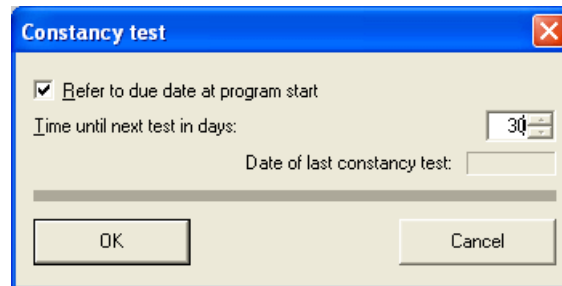 Constancy test
Refer to due date at program start
Time until next test in days: 30
Date of last constancy test:
OK Cancel